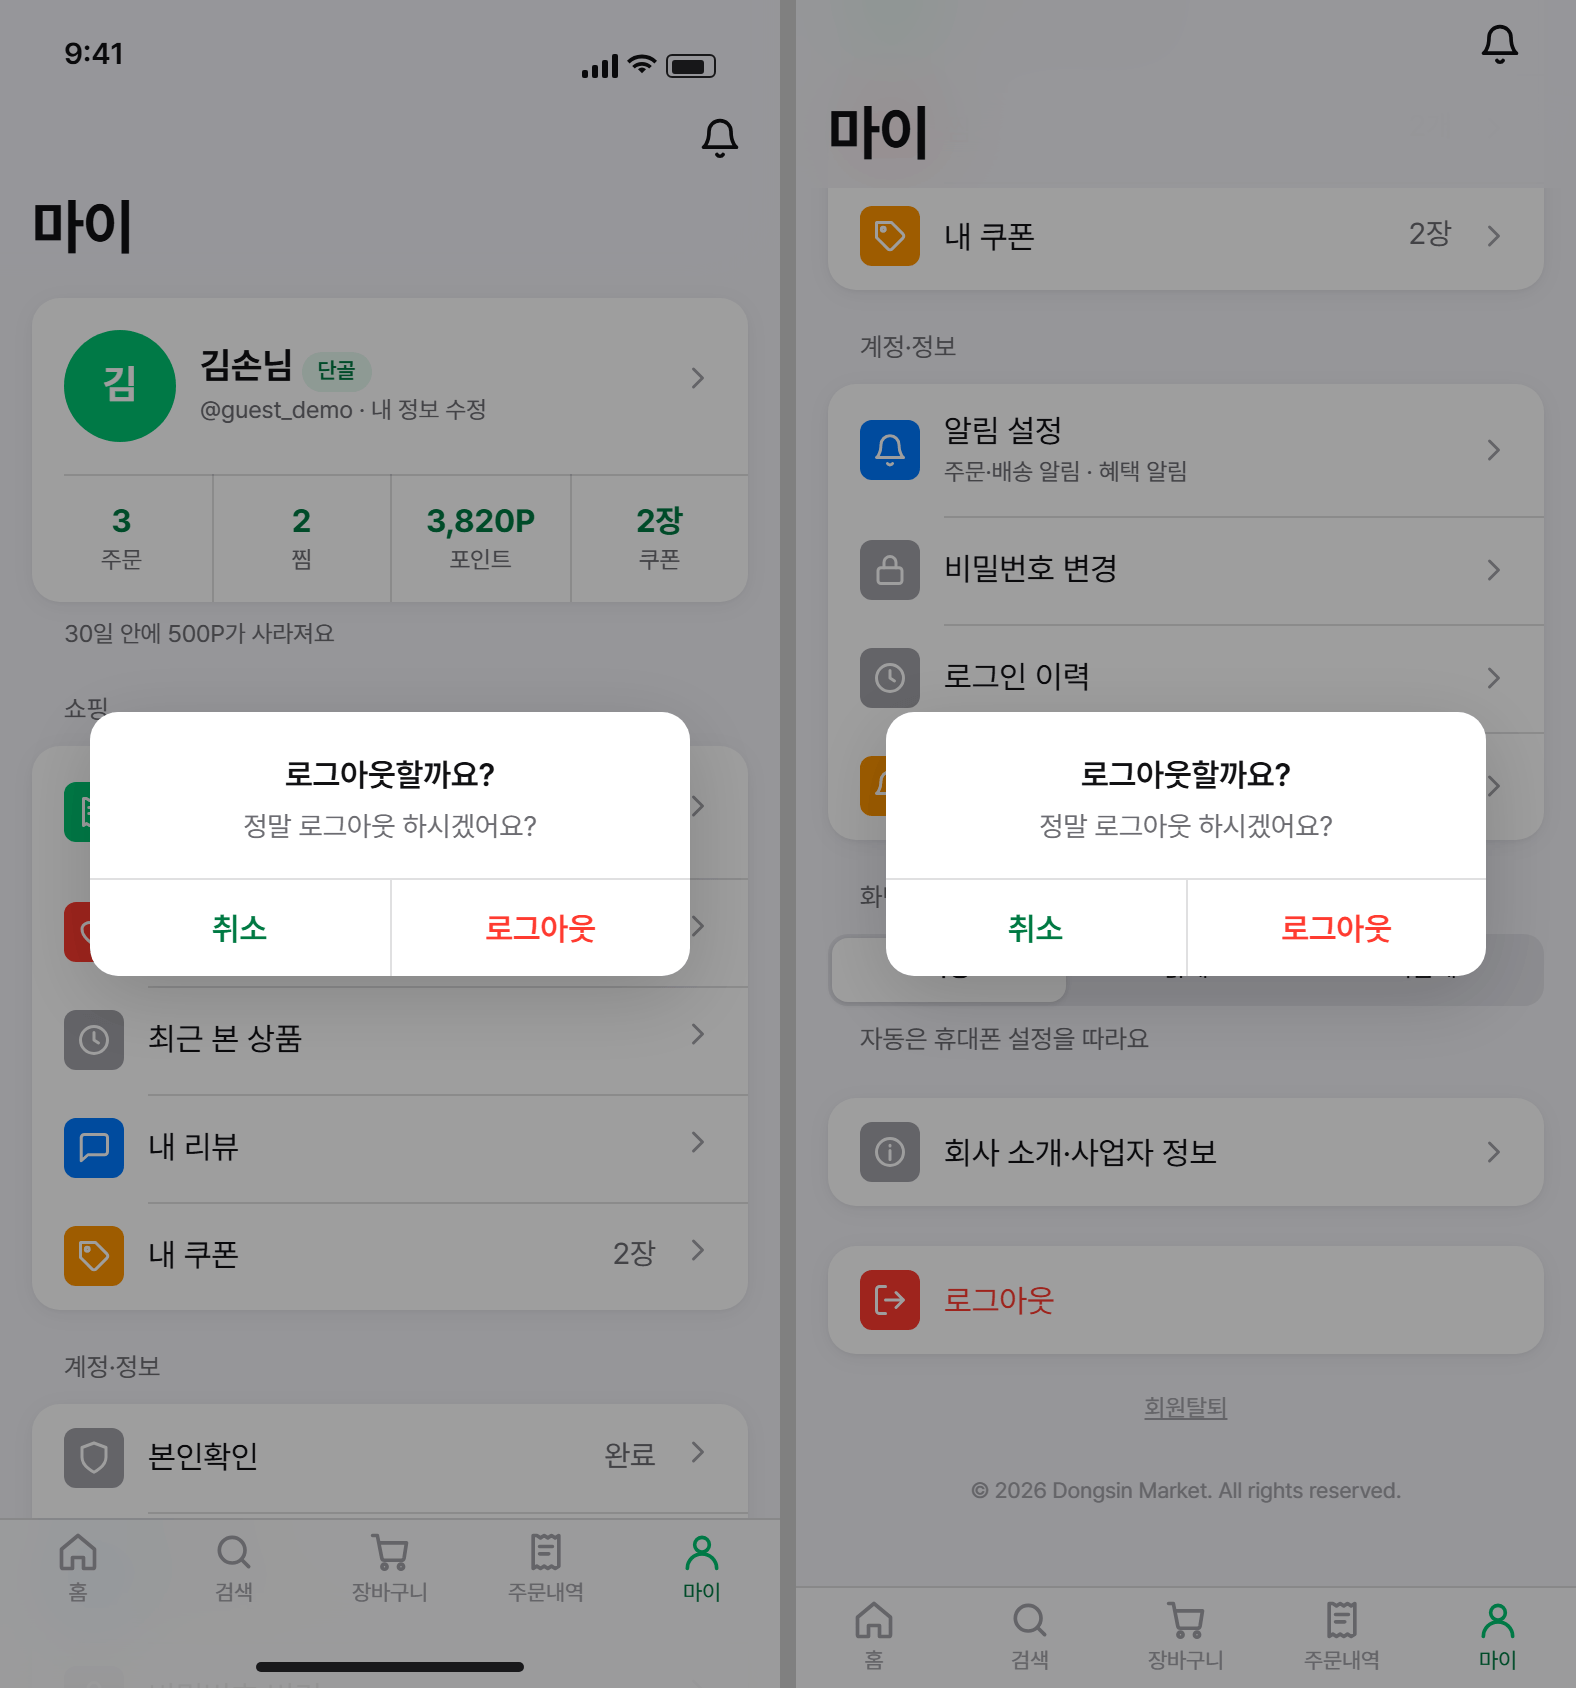 9:41
마이
김
김손님 단골
@guest_demo · 내 정보 수정
3 2 3,820P 2장
주문 찜 포인트 쿠폰
30일 안에 500P가 사라져요
쇼핑
로그아웃할까요?
정말 로그아웃 하시겠어요?
취소 로그아웃
최근 본 상품
내 리뷰
내 쿠폰 2장
계정·정보
본인확인 완료
홈 검색 장바구니 주문내역 마이
마이
내 쿠폰 2장
계정·정보
알림 설정
주문·배송 알림 · 혜택 알림
비밀번호 변경
로그인 이력
로그아웃할까요?
정말 로그아웃 하시겠어요?
취소 로그아웃
자동은 휴대폰 설정을 따라요
회사 소개·사업자 정보
로그아웃
회원탈퇴
© 2026 Dongsin Market. All rights reserved.
홈 검색 장바구니 주문내역 마이